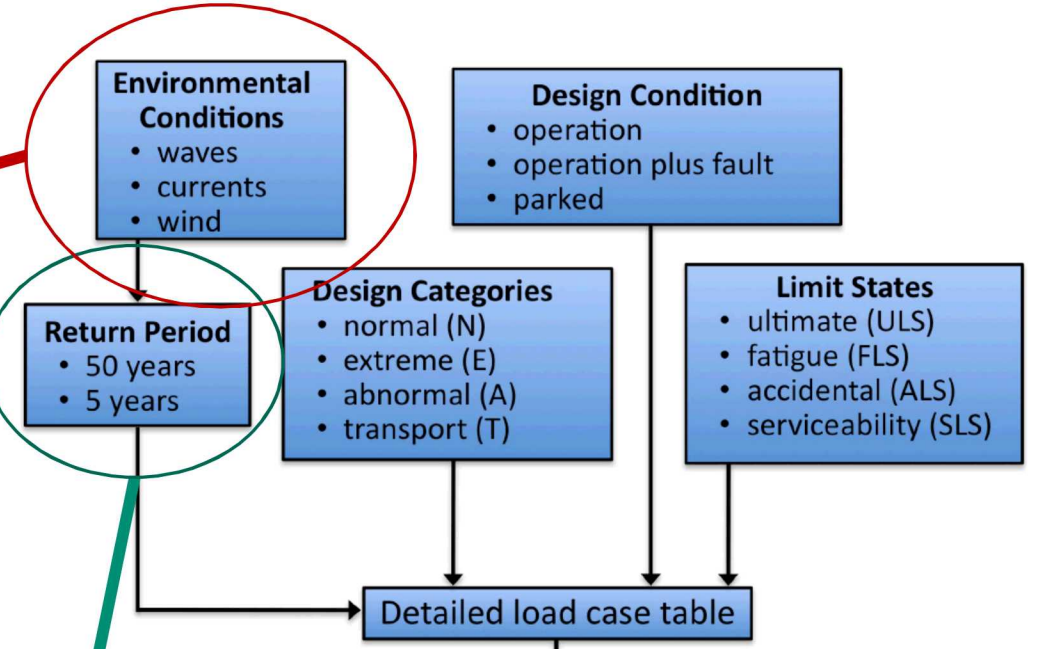 Environmental
Conditions
• waves
• currents
• wind
Design Condition
• operation
• operation plus fault
• parked
Return Period
• 50 years
• 5 years
Design Categories
• normal (N)
• extreme (E)
• abnormal (A)
• transport (T)
Limit States
• ultimate (ULS)
• fatigue (FLS)
• accidental (ALS)
• serviceability (SLS)
Detailed load case table